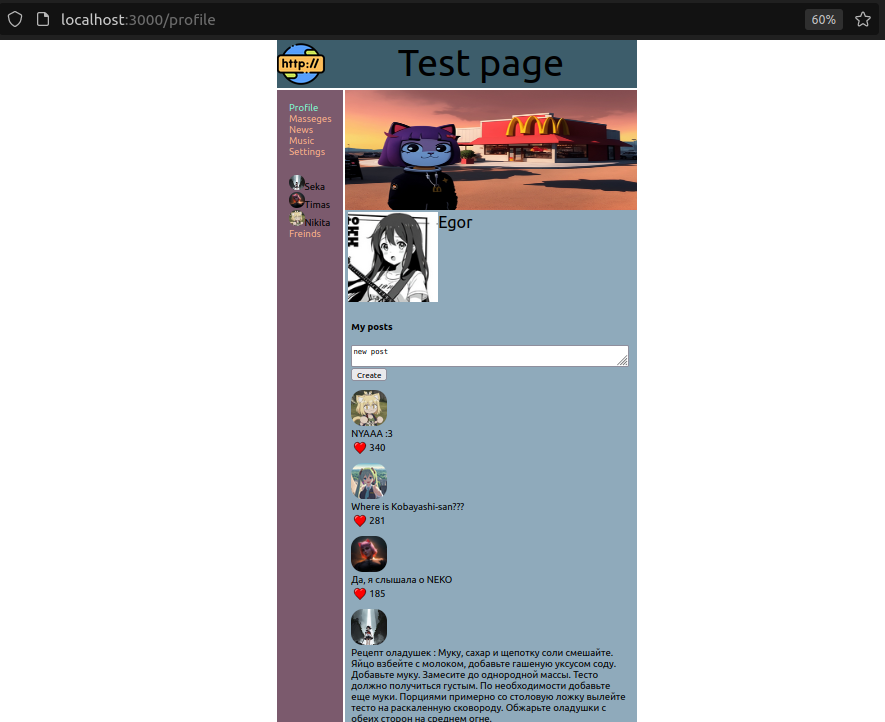 localhost:3000/profile
60%
http://
Test page
Profile
Masseges
News
Music
Settings
Seka
Timas
Nikita
Freinds
Egor
My posts
new post
Create
NYAAA :3
340
Where is Kobayashi-san???
281
Да, я слышала о NEKO
185
Рецепт оладушек : Муку, сахар и щепотку соли смешайте.
Яйцо взбейте с молоком, добавьте гашеную уксусом соду.
Добавьте муку. Замесите до однородной массы. Тесто
должно получиться густым. По необходимости добавьте
еще муки. Порциями примерно со столовую ложку вылейте
тесто на раскаленную сковороду. Обжарьте оладушки с
обеих сторон на среднем огне.